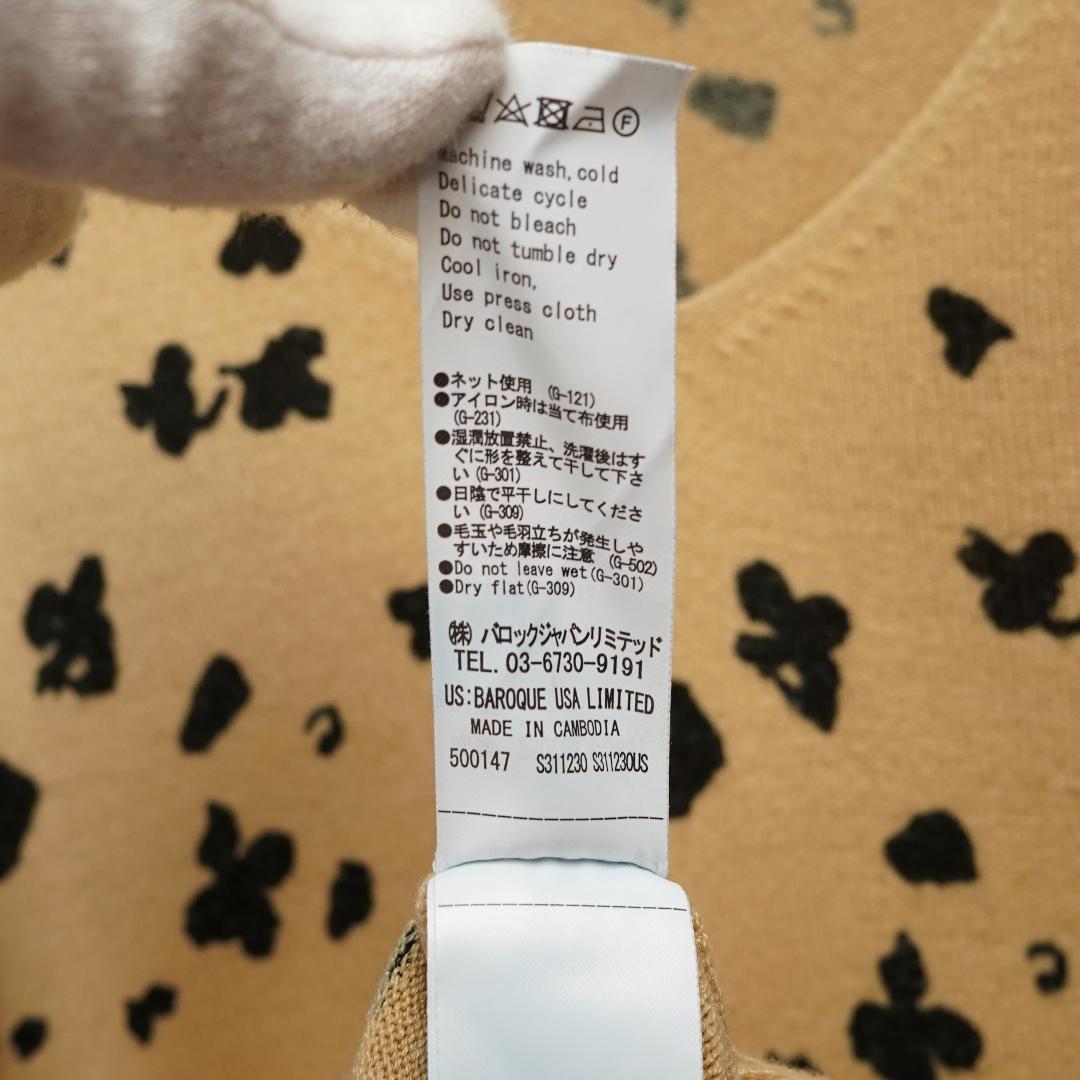 F
Machine wash,cold
Delicate cycle
Do not bleach
Do not tumble dry
Cool iron,
Use press cloth
Dry clean
●ネット使用 (G-121)
●アイロン時は当て布使用
(G-231)
●湿潤放置禁止、洗濯後はす
ぐに形を整えて干して下さ
い (G-301)
●日陰で平干しにしてくださ
い (G-309)
●毛玉や毛羽立ちが発生しや
すいため摩擦に注意 (G-502)
●Do not leave wet(G-301)
●Dry flat(G-309)
㈱ バロックジャパンリミテッド
TEL. 03-6730-9191
US:BAROQUE USA LIMITED
MADE IN CAMBODIA
500147 S311230 S311230US